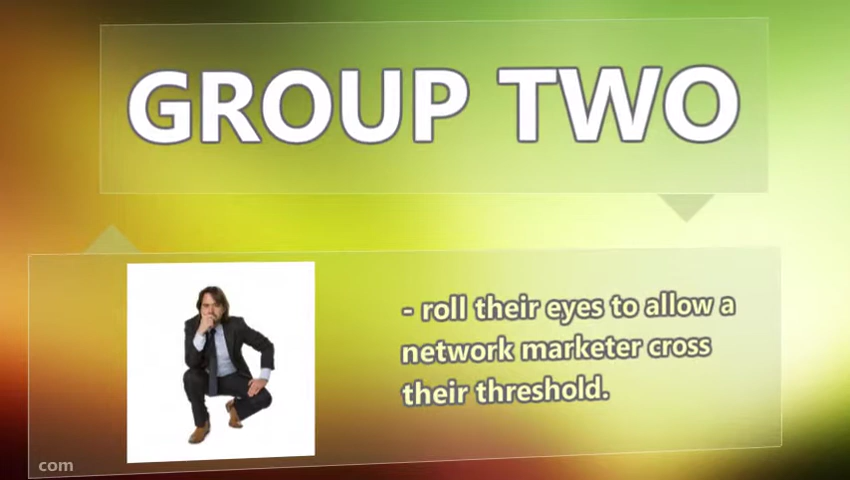 GROUP TWO
- roll their eyes to allow a
network marketer cross
their threshold.
com